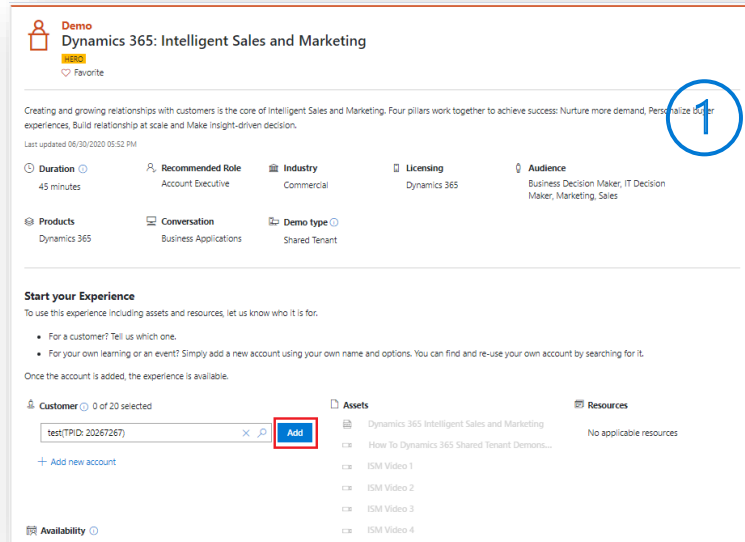 Demo
Dynamics 365: Intelligent Sales and Marketing
HERO
Favorite
1
Creating and growing relationships with customers is the core of Intelligent Sales and Marketing. Four pillars work together to achieve success: Nurture more demand, Personalize buyer
experiences, Build relationship at scale and Make Insight-driven decision.
Last updated 06/30/2020 05:52 PM
Duration
45 minutes
Recommended Role
Account Executive
Industry
Commercial
Licensing
Dynamics 365
Audience
Business Decision Maker, IT Decision
Maker, Marketing, Sales
Products
Dynamics 365
Conversation
Business Applications
Demo type
Shared Tenant
Start your Experience
To use this experience including assets and resources, let us know who it is for.
• For a customer? Tell us which one.
• For your own learning or an event? Simply add a new account using your own name and options. You can find and re-use your own account by searching for it.
Once the account is added, the experience is available.
Customer 0 of 20 selected
test(TPID: 20267267)
Add
+ Add new account
Availability
Assets
Dynamics 365 Intelligent Sales and Marketing
How To Dynamics 365 Shared Tenant Demons...
ISM Video 1
ISM Video 2
ISM Video 3
ISM Video 4
Resources
No applicable resources